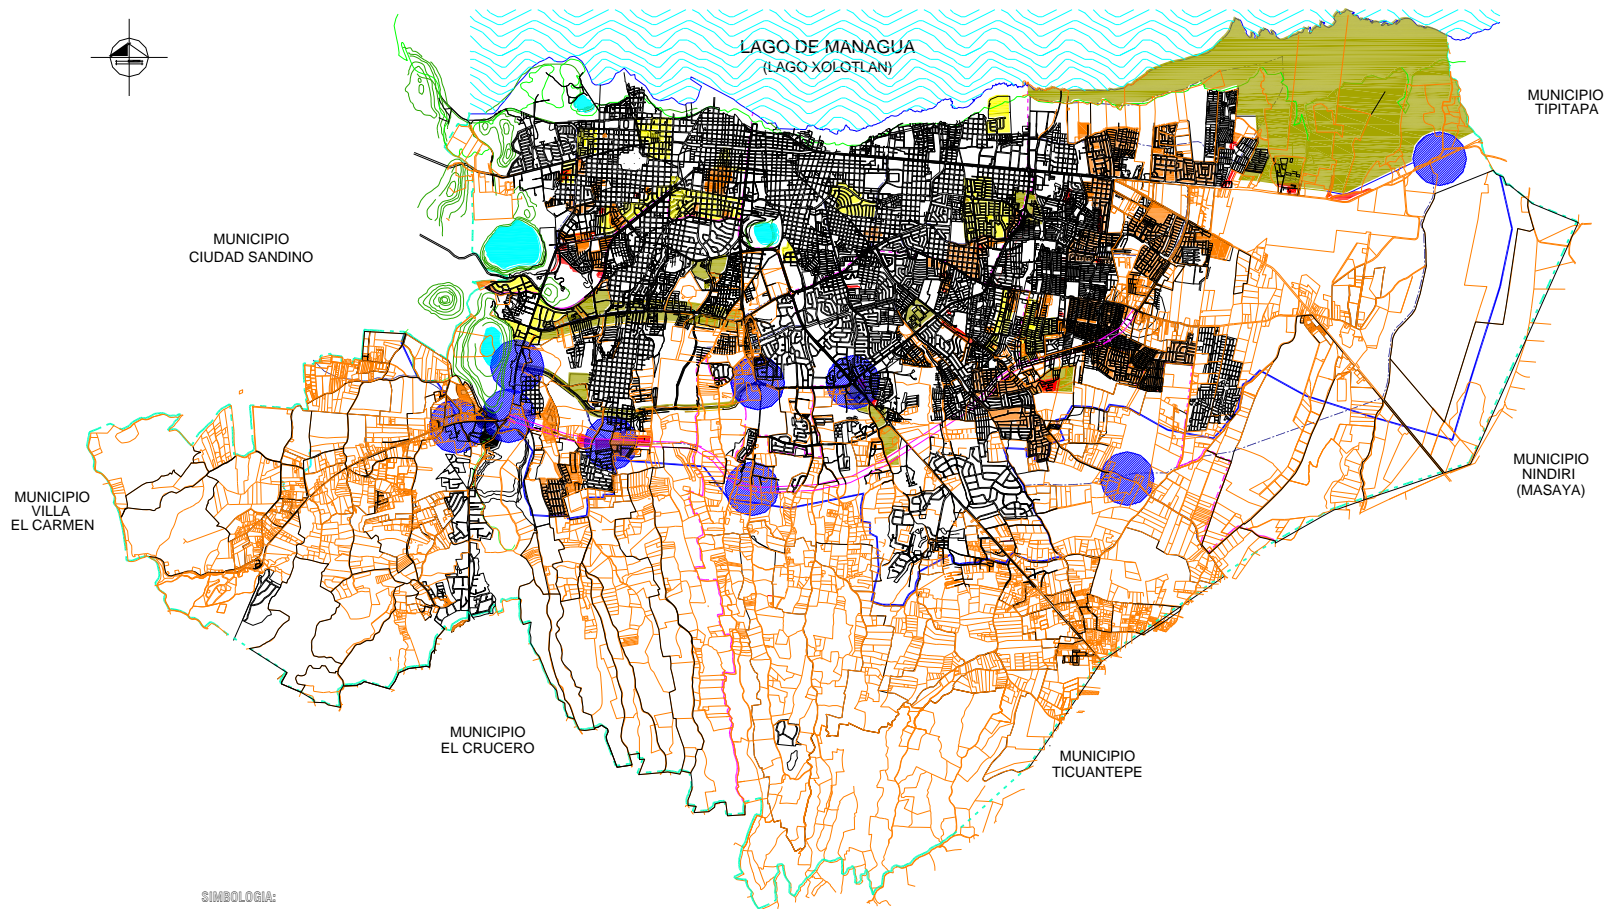 LAGO DE MANAGUA
(LAGO XOLOTLAN)
MUNICIPIO
TIPITAPA
MUNICIPIO
CIUDAD SANDINO
MUNICIPIO
VILLA
EL CARMEN
MUNICIPIO
NINDIRI
(MASAYA)
MUNICIPIO
EL CRUCERO
MUNICIPIO
TICUANTEPE
SIMBOLOGIA: